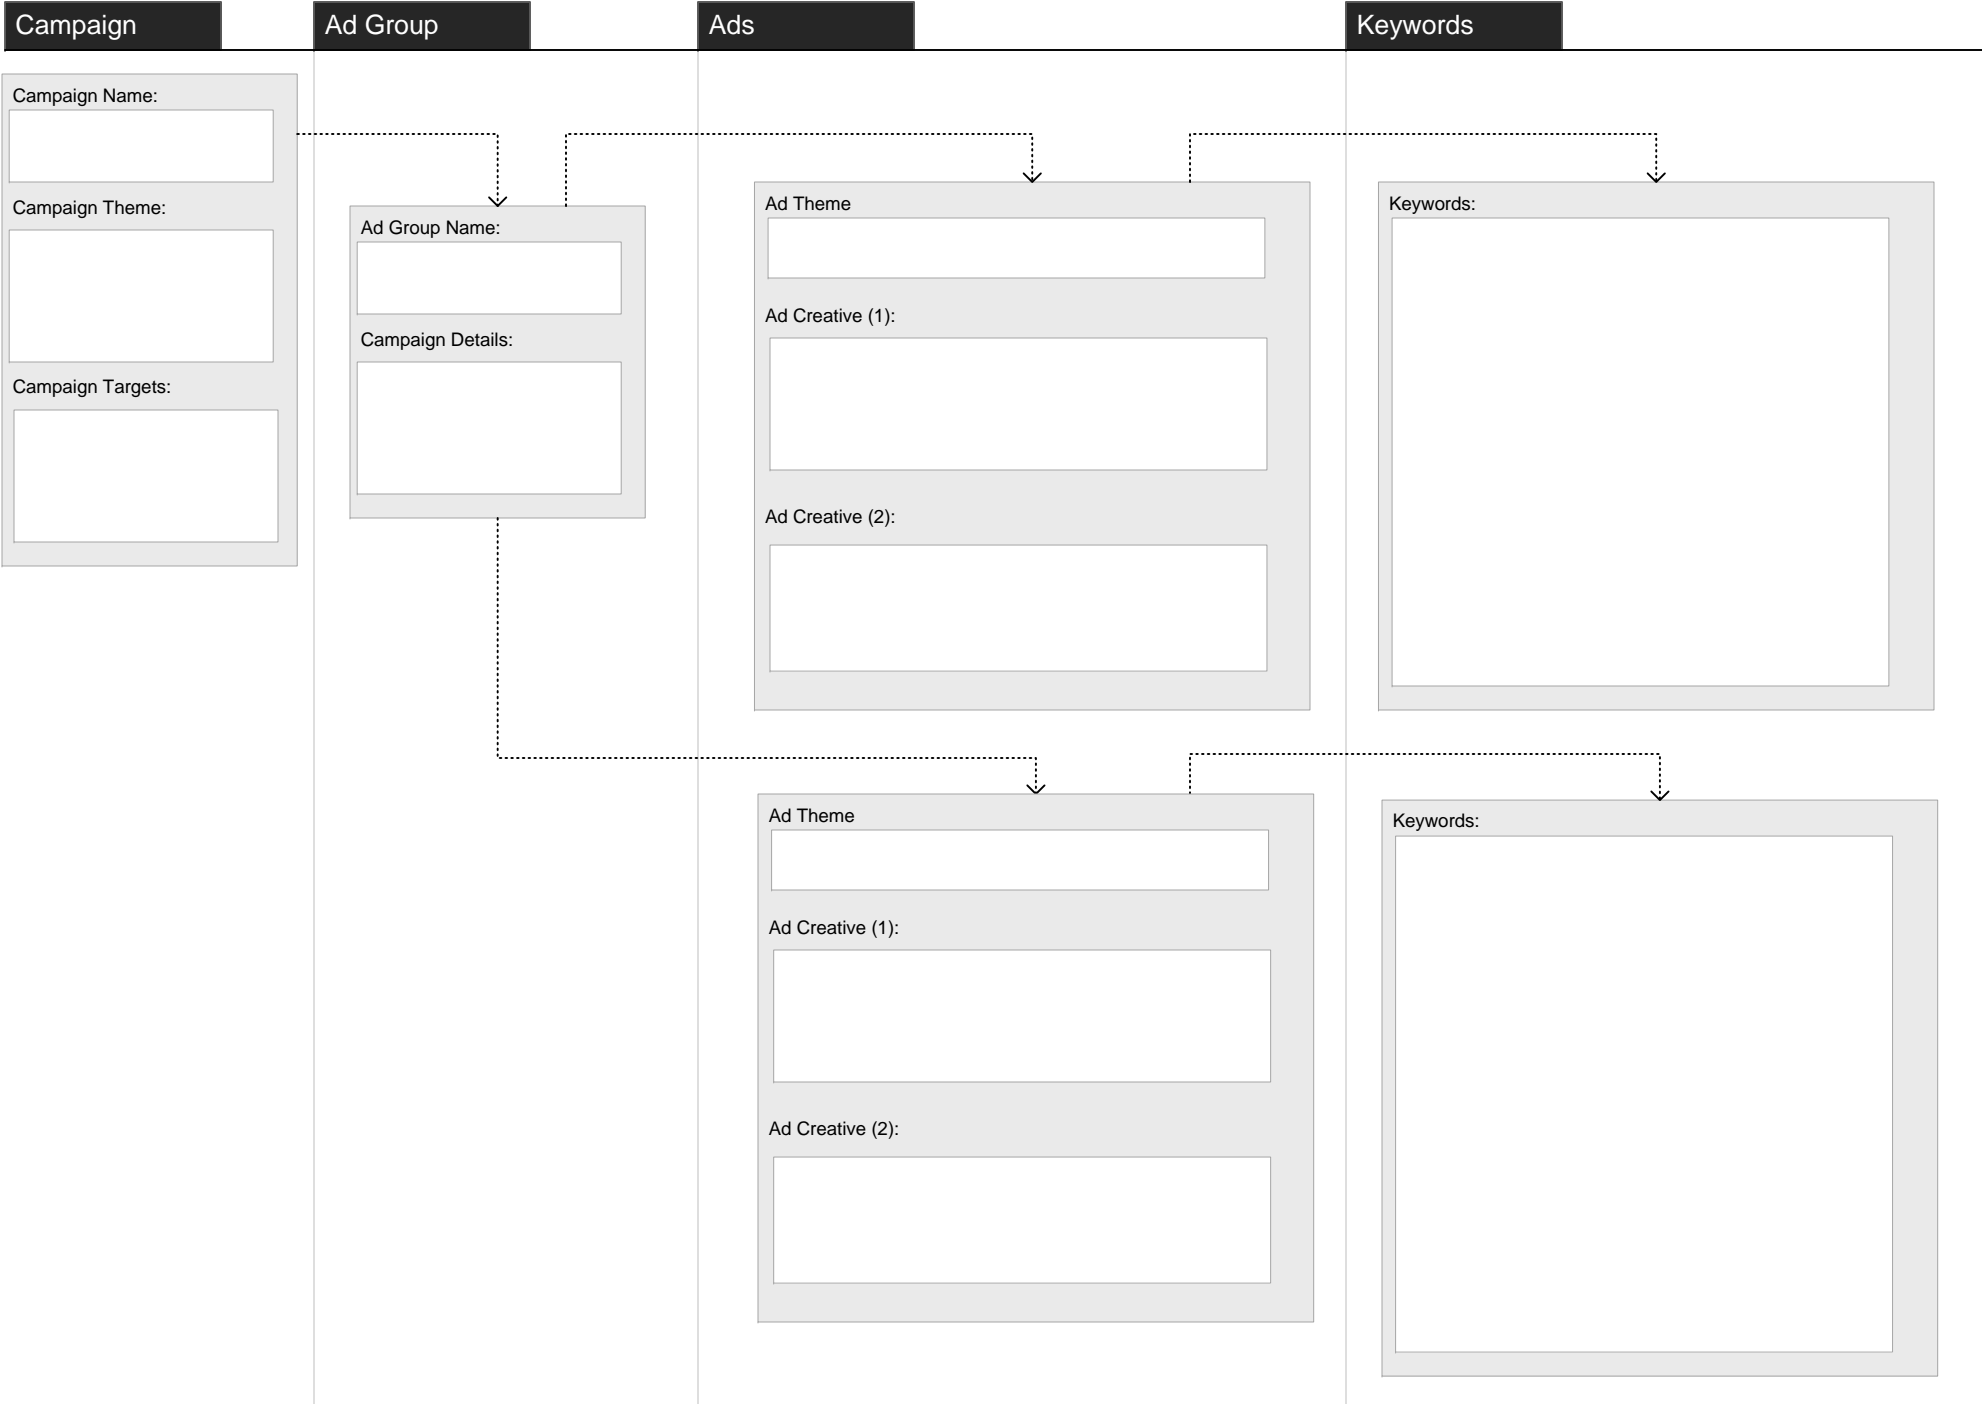 Campaign
Ad Group
Ads
Keywords
Campaign Name:
Campaign Theme:
Campaign Targets:
Ad Group Name:
Campaign Details:
Ad Theme
Ad Creative (1):
Ad Creative (2):
Keywords:
Ad Theme
Ad Creative (1):
Ad Creative (2):
Keywords: